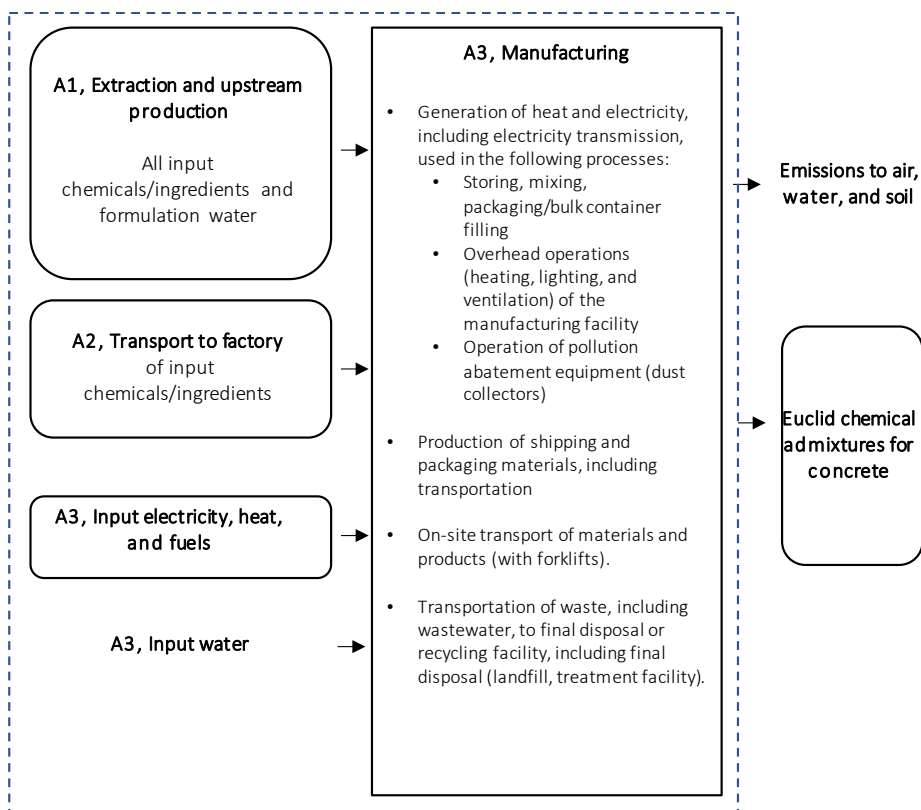 A1, Extraction and upstream
production
All input
chemicals/ingredients and
formulation water
A2, Transport to factory
of input
chemicals/ingredients
A3, Input electricity, heat,
and fuels
A3, Input water
A3, Manufacturing
• Generation of heat and electricity,
including electricity transmission,
used in the following processes:
• Storing, mixing,
packaging/bulk container
filling
• Overhead operations
(heating, lighting, and
ventilation) of the
manufacturing facility
• Operation of pollution
abatement equipment (dust
collectors)
• Production of shipping and
packaging materials, including
transportation
• On-site transport of materials and
products (with forklifts).
• Transportation of waste, including
wastewater, to final disposal or
recycling facility, including final
disposal (landfill, treatment facility).
Emissions to air,
water, and soil
Euclid chemical
admixtures for
concrete